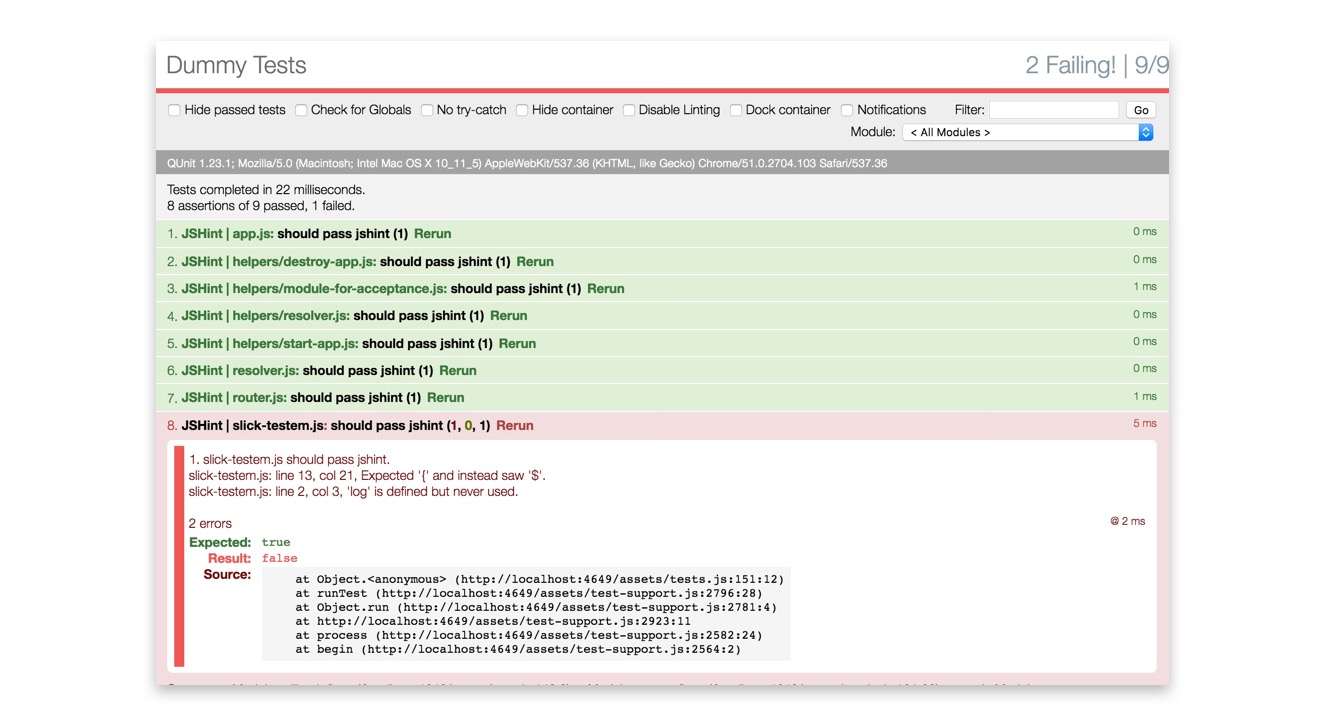 Dummy Tests 2 Failing! | 9/9
Hide passed tests Check for Globals No try-catch Hide container Disable Linting Dock container Notifications Filter: Go
Module: < All Modules >
QUnit 1.23.1; Mozilla/5.0 (Macintosh; Intel Mac OS X 10_11_5) AppleWebKit/537.36 (KHTML, like Gecko) Chrome/51.0.2704.103 Safari/537.36
Tests completed in 22 milliseconds.
8 assertions of 9 passed, 1 failed.
1. JSHint | app.js: should pass jshint (1) Rerun 0 ms
2. JSHint | helpers/destroy-app.js: should pass jshint (1) Rerun 0 ms
3. JSHint | helpers/module-for-acceptance.js: should pass jshint (1) Rerun 1 ms
4. JSHint | helpers/resolver.js: should pass jshint (1) Rerun 0 ms
5. JSHint | helpers/start-app.js: should pass jshint (1) Rerun 0 ms
6. JSHint | resolver.js: should pass jshint (1) Rerun 0 ms
7. JSHint | router.js: should pass jshint (1) Rerun 1 ms
8. JSHint | slick-testem.js: should pass jshint (1, 0, 1) Rerun 5 ms
1. slick-testem.js should pass jshint.
slick-testem.js: line 13, col 21, Expected '{' and instead saw '$'.
slick-testem.js: line 2, col 3, 'log' is defined but never used.
2 errors @ 2 ms
Expected: true
Result: false
Source: at Object.<anonymous> (http://localhost:4649/assets/tests.js:151:12)
at runTest (http://localhost:4649/assets/test-support.js:2796:28)
at Object.run (http://localhost:4649/assets/test-support.js:2781:4)
at http://localhost:4649/assets/test-support.js:2923:11
at process (http://localhost:4649/assets/test-support.js:2582:24)
at begin (http://localhost:4649/assets/test-support.js:2564:2)